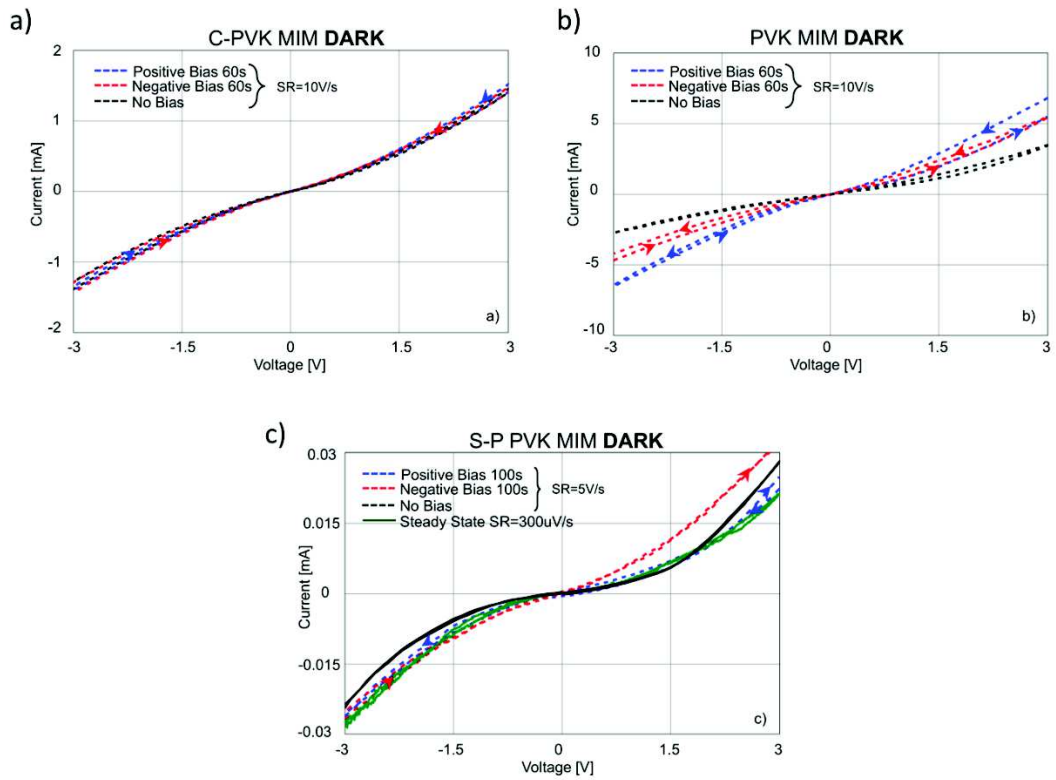 a)
C-PVK MIM DARK
2
1
0
-1
-2
Current [mA]
Positive Bias 60s
Negative Bias 60s
No Bias
SR=10V/s
a)
-3
-1.5
0
1.5
3
Voltage [V]
b)
PVK MIM DARK
10
5
0
-5
-10
Current [mA]
Positive Bias 60s
Negative Bias 60s
No Bias
SR=10V/s
b)
-3
-1.5
0
1.5
3
Voltage [V]
c)
S-P PVK MIM DARK
0.03
0.015
0
-0.015
-0.03
Current [mA]
Positive Bias 100s
Negative Bias 100s
No Bias
SR=5V/s
Steady State SR=300uV/s
c)
-3
-1.5
0
1.5
3
Voltage [V]